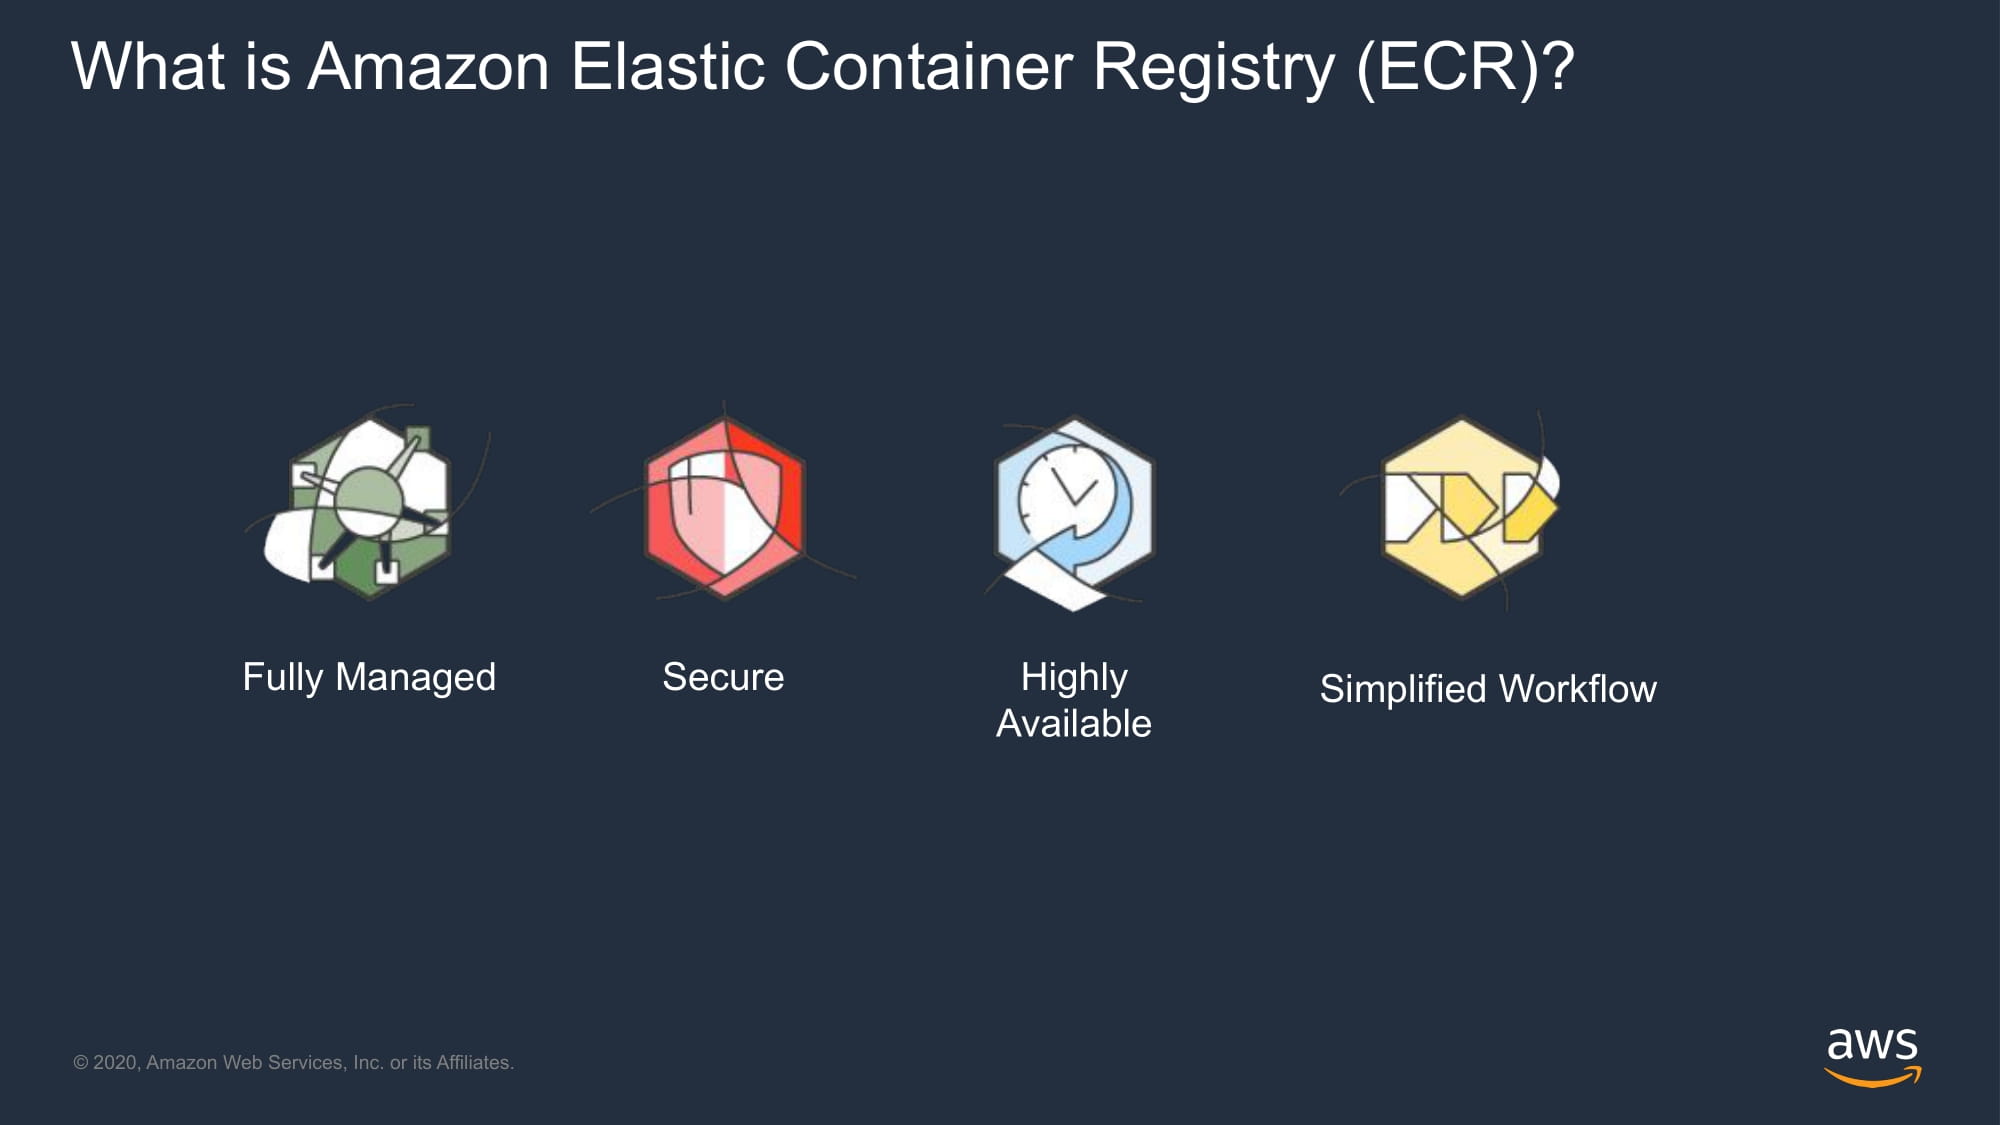 What is Amazon Elastic Container Registry (ECR)?
Fully Managed
Secure
Highly
Available
Simplified Workflow
© 2020, Amazon Web Services, Inc. or its Affiliates.
aws